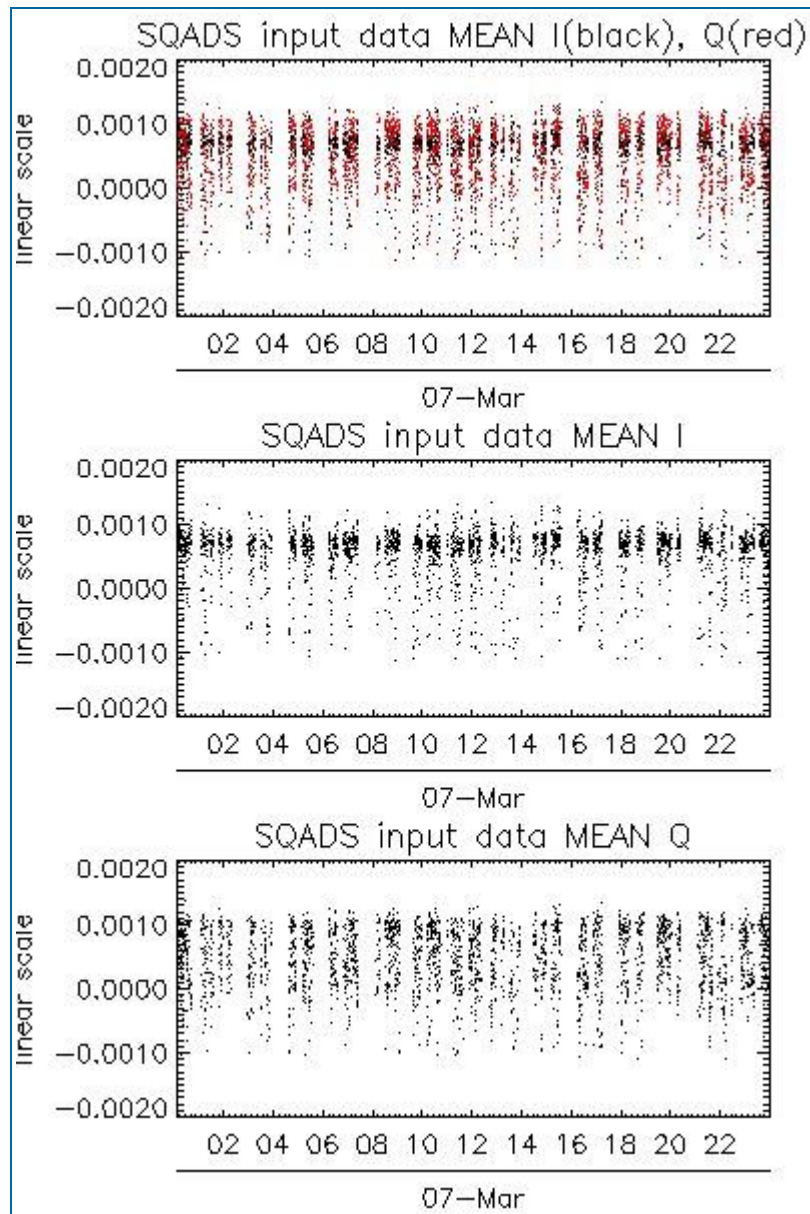 SQADS input data MEAN I(black), Q(red)
0.0020
0.0010
0.0000
−0.0010
−0.0020
linear scale
02 04 06 08 10 12 14 16 18 20 22
07−Mar
SQADS input data MEAN I
0.0020
0.0010
0.0000
−0.0010
−0.0020
linear scale
02 04 06 08 10 12 14 16 18 20 22
07−Mar
SQADS input data MEAN Q
0.0020
0.0010
0.0000
−0.0010
−0.0020
linear scale
02 04 06 08 10 12 14 16 18 20 22
07−Mar